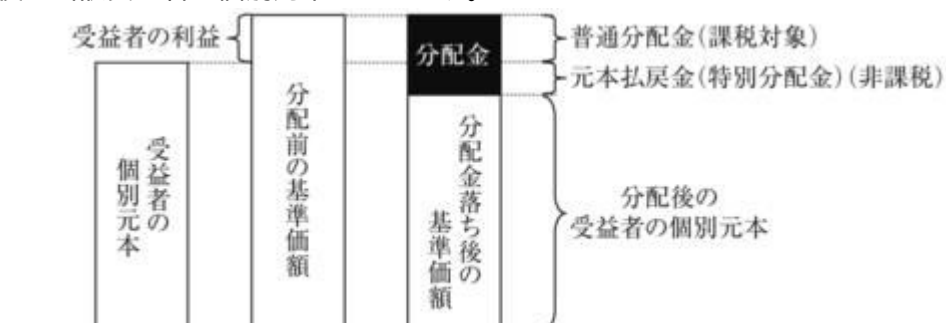 受益者の利益
分配金
普通分配金(課税対象)
元本払戻金(特別分配金)(非課税)
受益者の
個別元本
分配前の基準価額
分配金落ち後の
基準価額
分配後の
受益者の個別元本